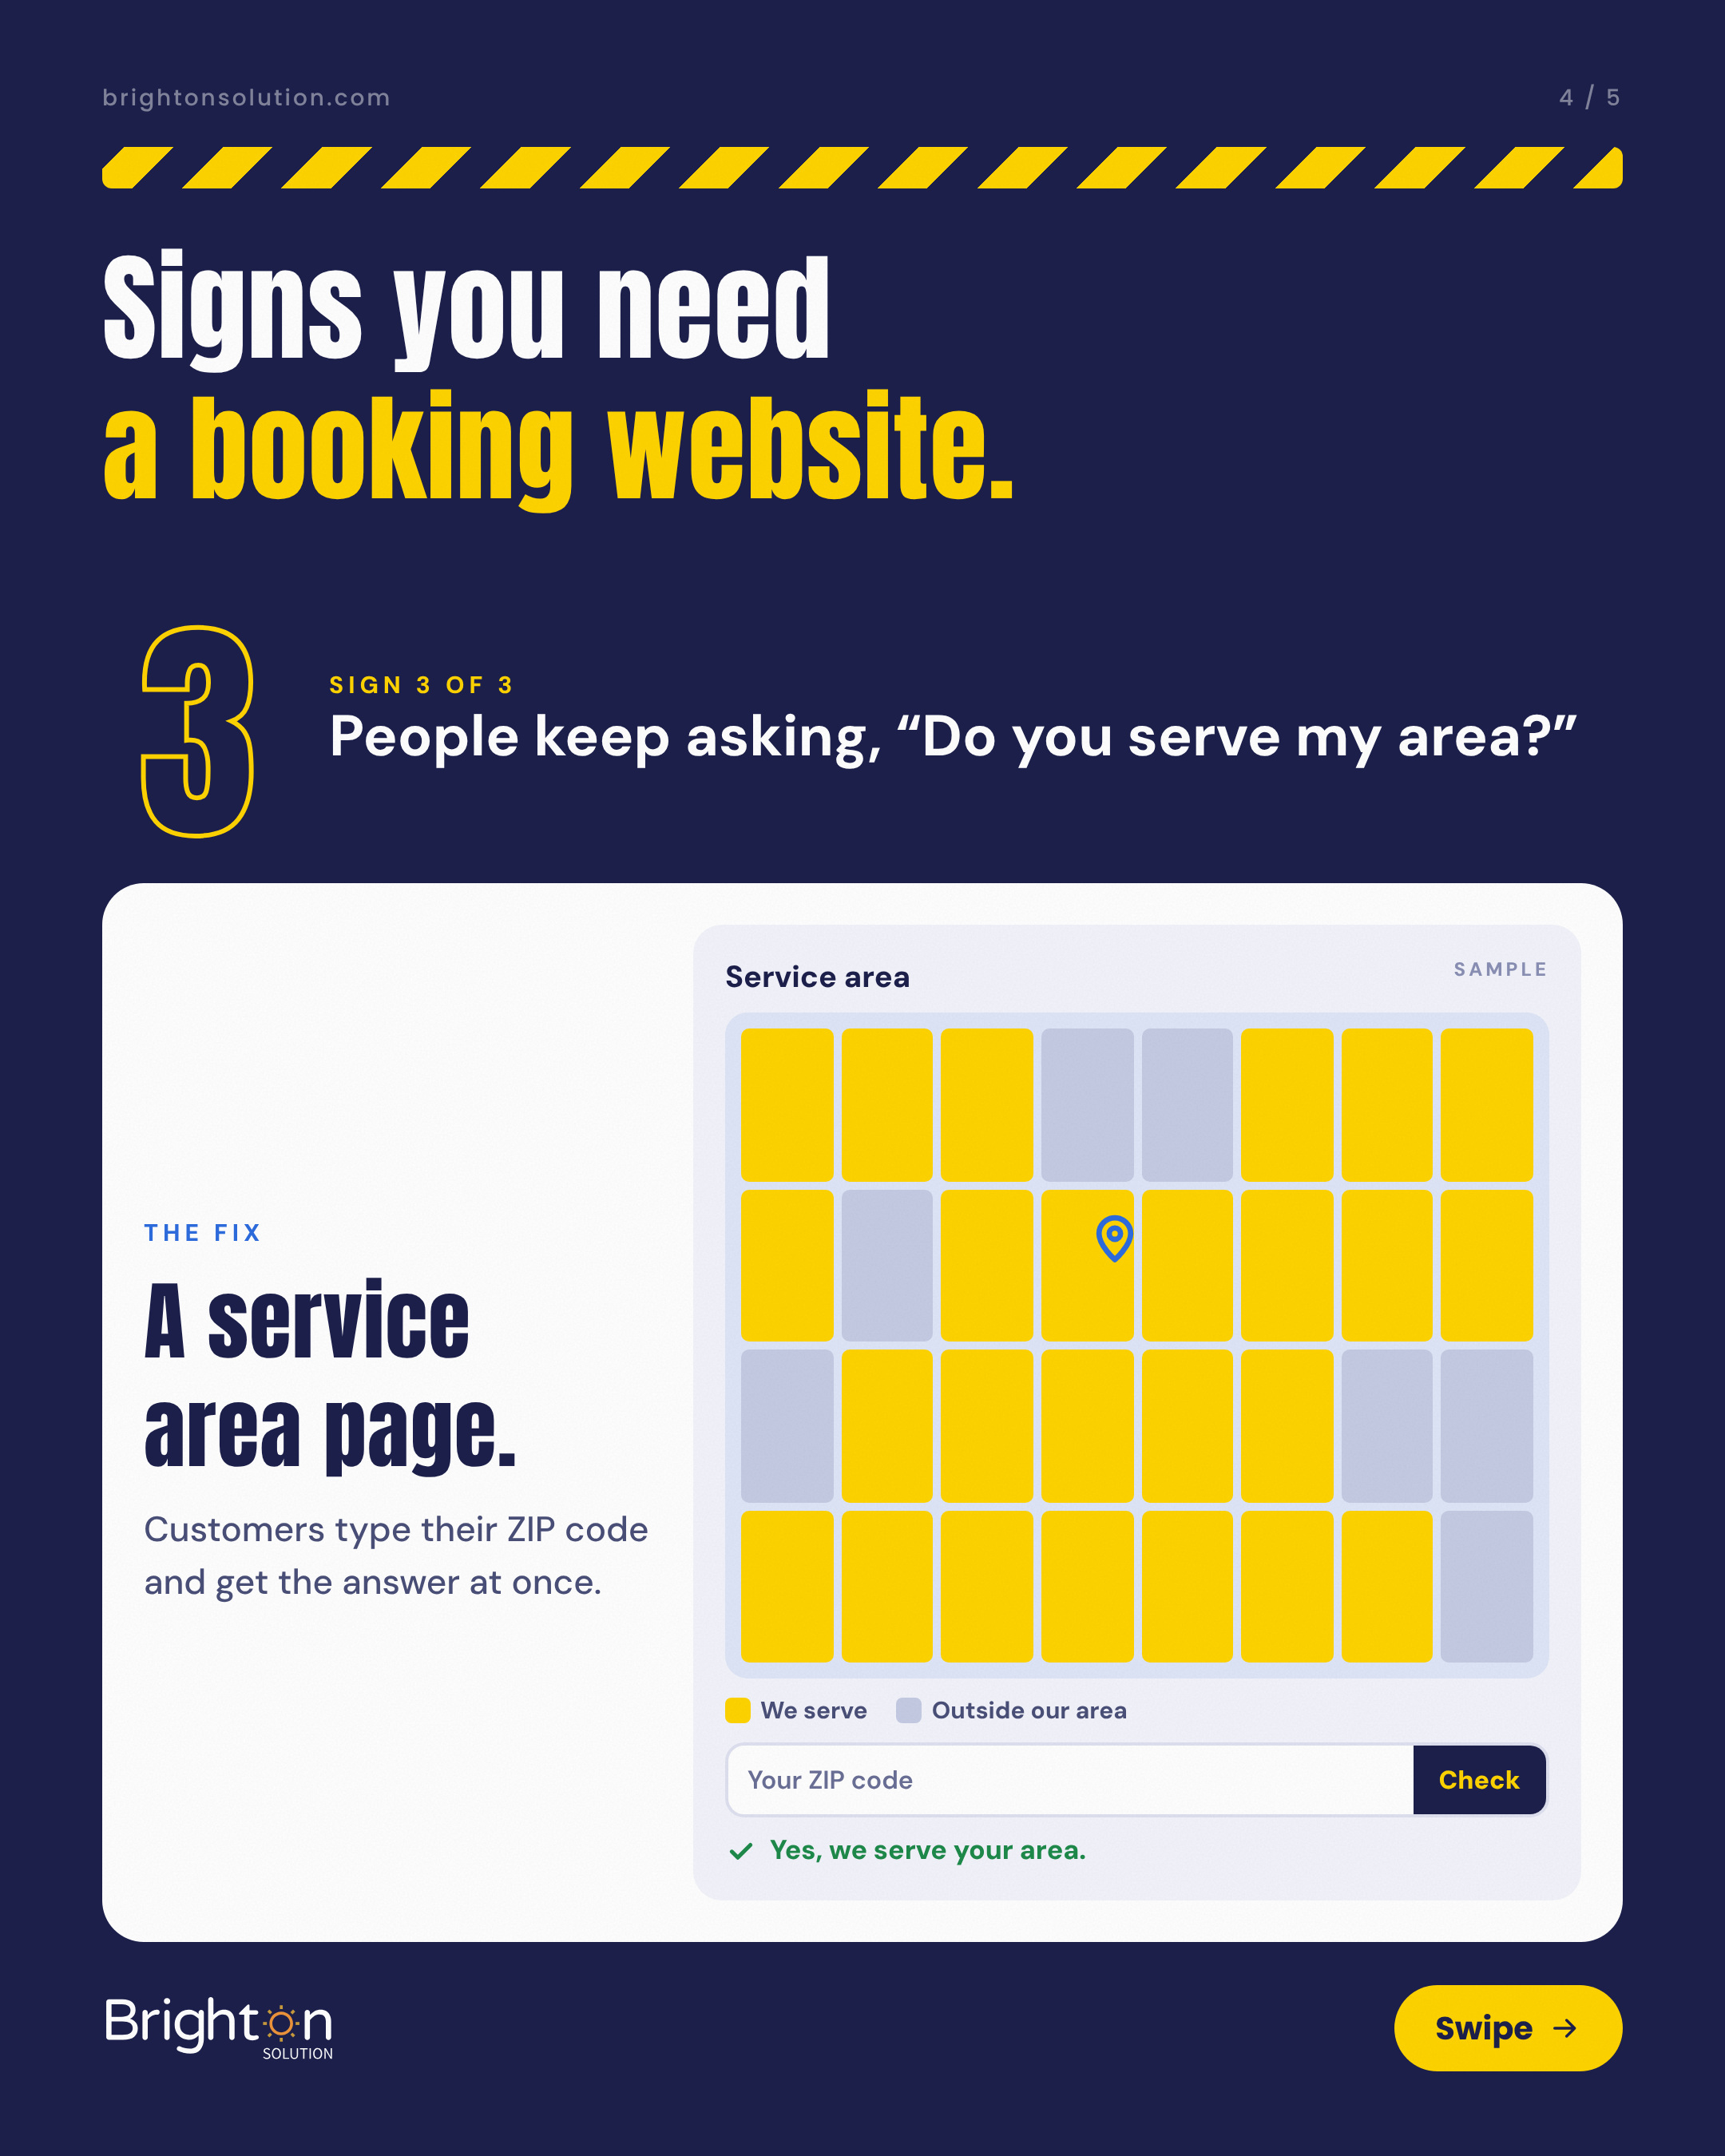 brightonsolution.com
4 / 5
Signs you need
a booking website.
3
SIGN 3 OF 3
People keep asking, “Do you serve my area?”
THE FIX
A service
area page.
Customers type their ZIP code
and get the answer at once.
Service area
SAMPLE
We serve
Outside our area
Your ZIP code
Check
Yes, we serve your area.
Brighton
SOLUTION
Swipe →